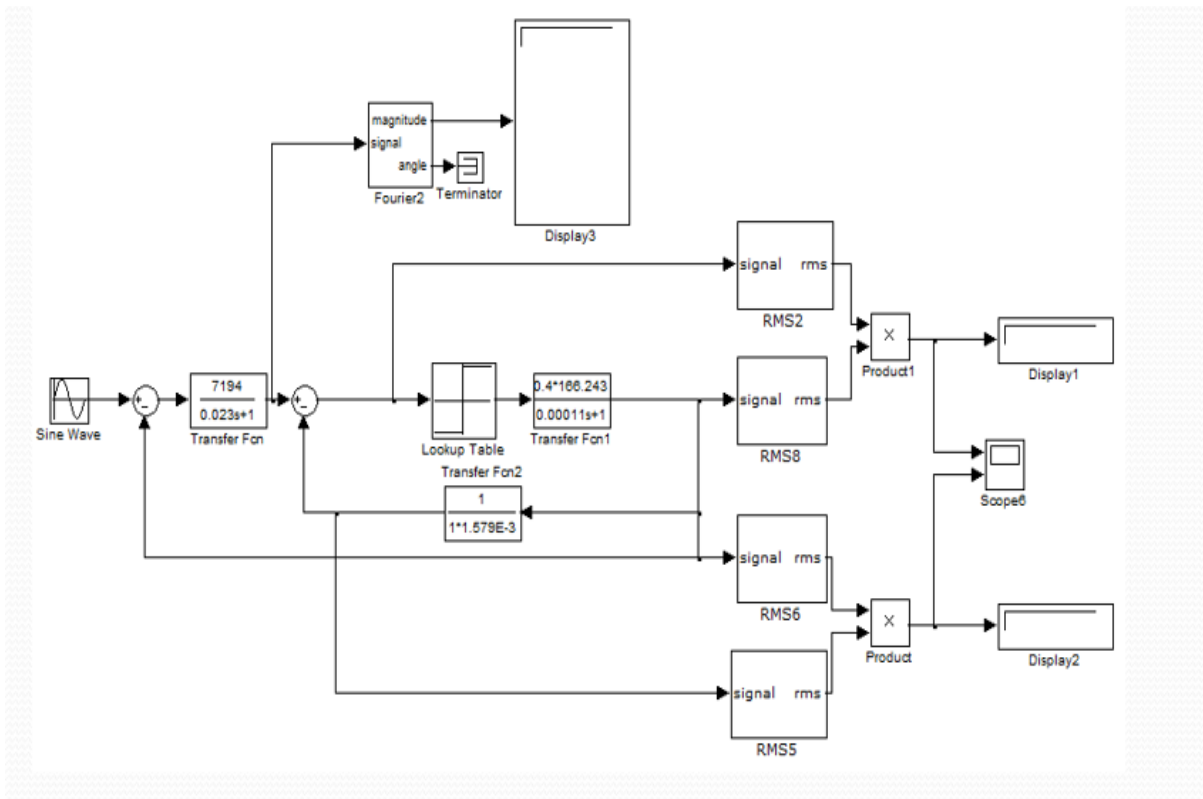 magnitude
signal
angle
Fourier2
Terminator
Display3
signal rms
RMS2
x
Product1
Display1
Sine Wave
+
-
7194
0.023s+1
Transfer Fcn
+
-
Lookup Table
0.4*166.243
0.00011s+1
Transfer Fcn1
signal rms
RMS8
Scope6
Transfer Fcn2
1
1*1.579E-3
signal rms
RMS6
x
Product
Display2
signal rms
RMS5